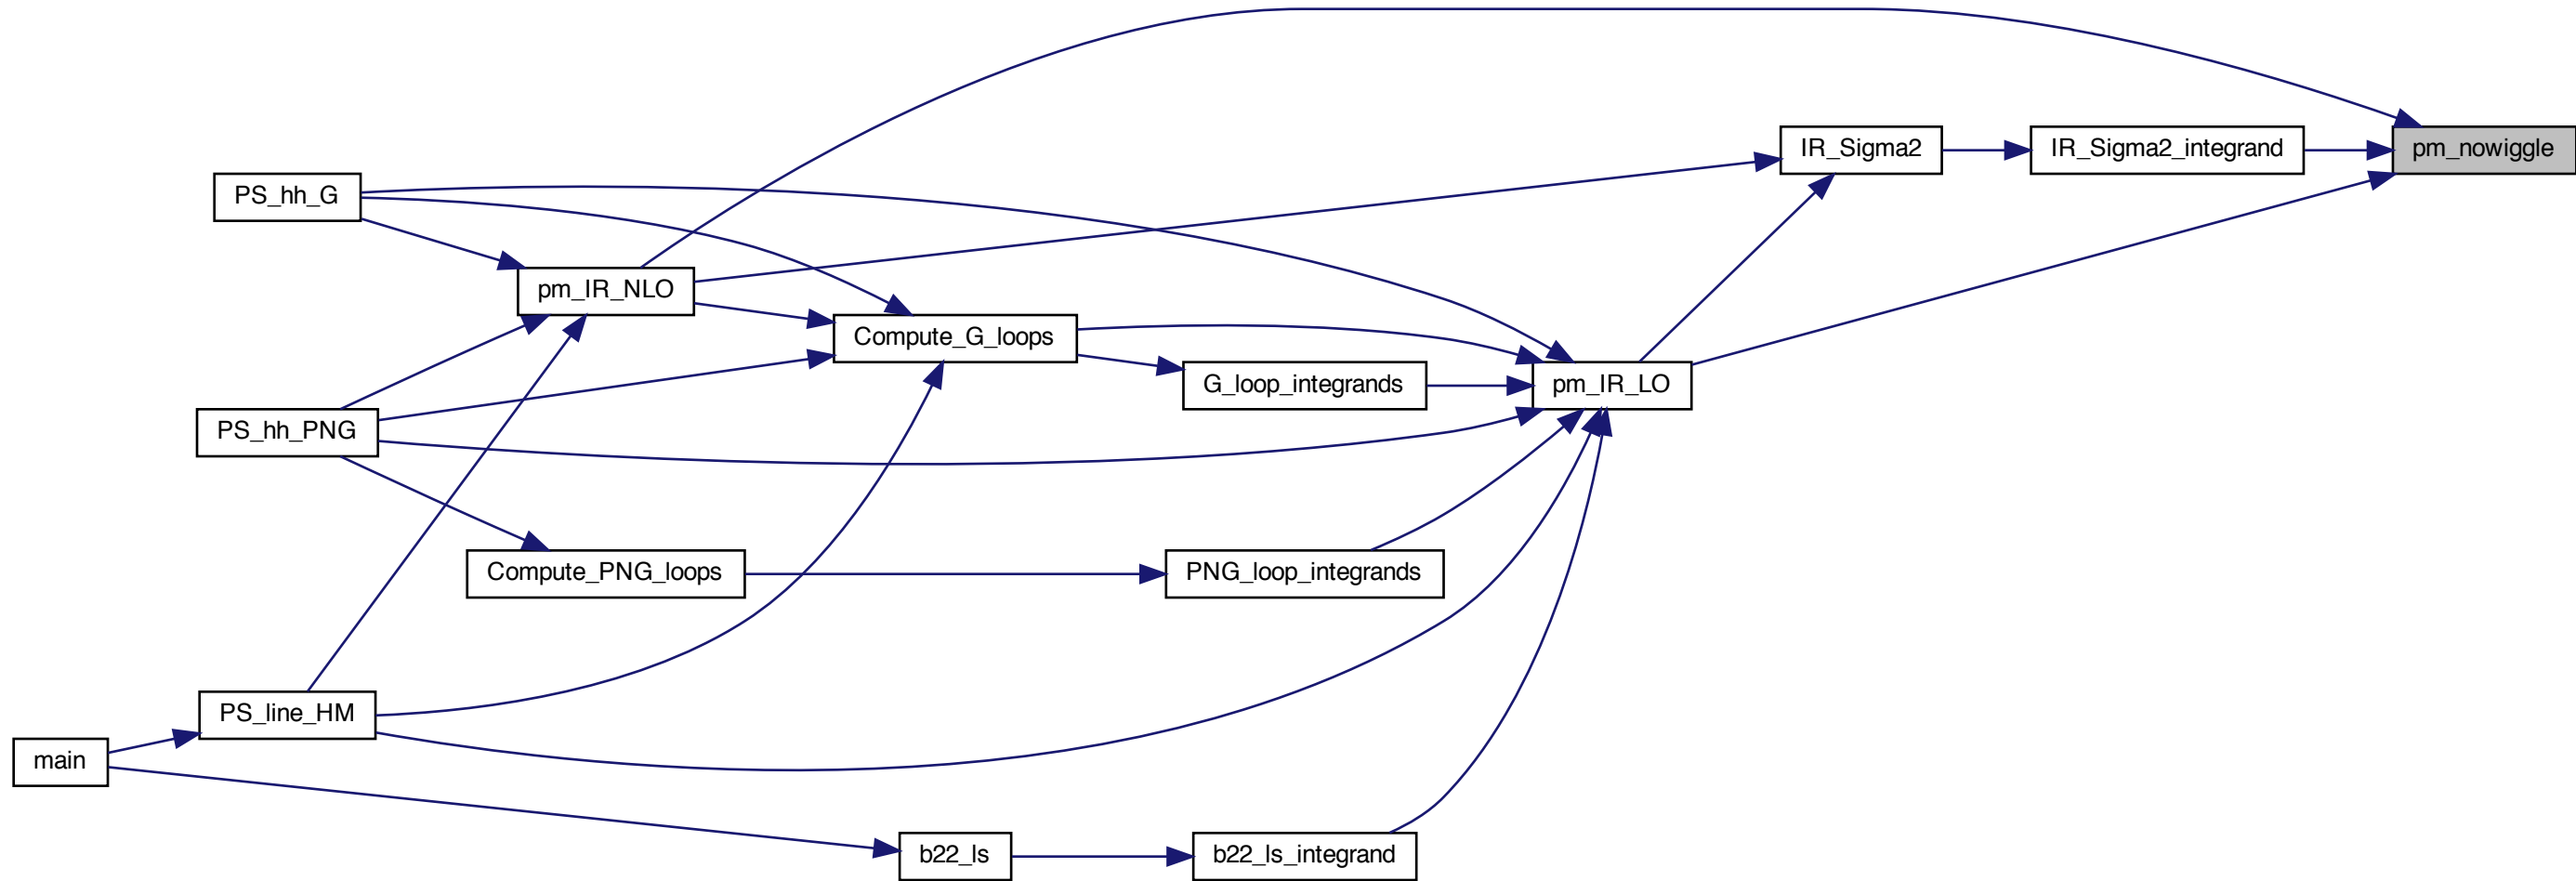 IR_Sigma2
IR_Sigma2_integrand
pm_nowiggle
PS_hh_G
pm_IR_NLO
Compute_G_loops
G_loop_integrands
pm_IR_LO
PS_hh_PNG
Compute_PNG_loops
PNG_loop_integrands
PS_line_HM
main
b22_ls
b22_ls_integrand